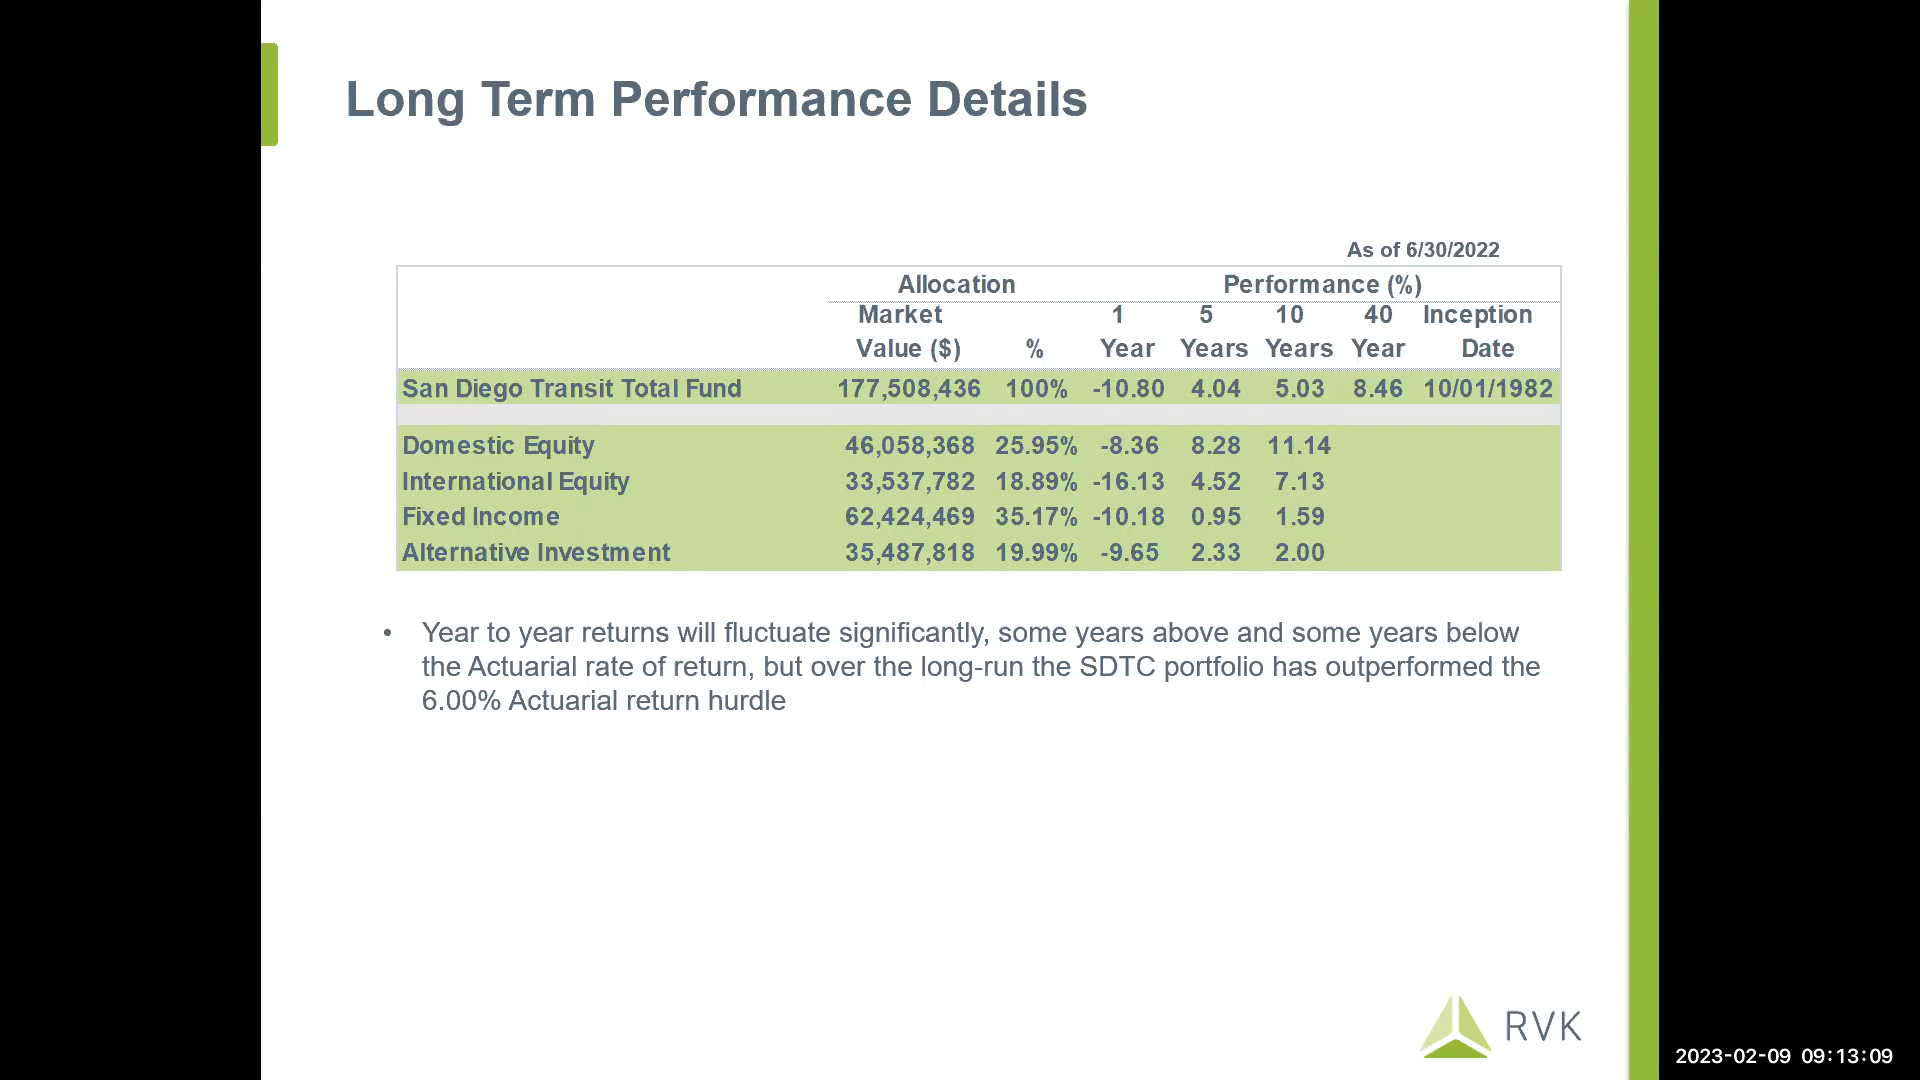 Long Term Performance Details
As of 6/30/2022
Allocation Performance (%)
Market 1 5 10 40 Inception
Value ($) % Year Years Years Year Date
San Diego Transit Total Fund 177,508,436 100% -10.80 4.04 5.03 8.46 10/01/1982
Domestic Equity 46,058,368 25.95% -8.36 8.28 11.14
International Equity 33,537,782 18.89% -16.13 4.52 7.13
Fixed Income 62,424,469 35.17% -10.18 0.95 1.59
Alternative Investment 35,487,818 19.99% -9.65 2.33 2.00
• Year to year returns will fluctuate significantly, some years above and some years below
the Actuarial rate of return, but over the long-run the SDTC portfolio has outperformed the
6.00% Actuarial return hurdle
RVK
2023-02-09 09:13:09